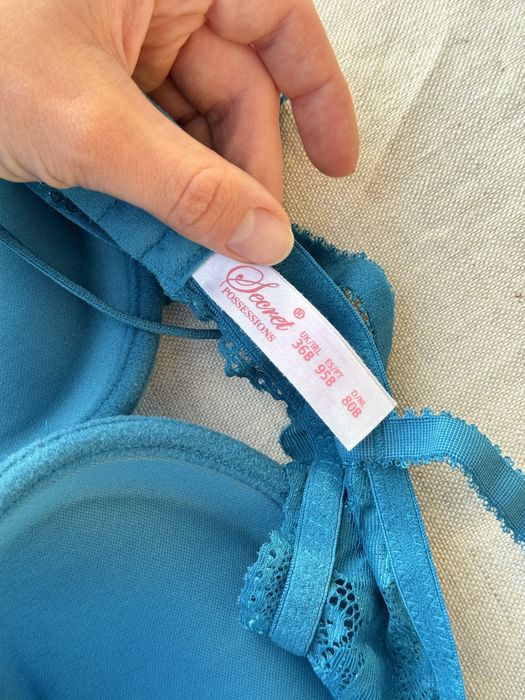 Secret®
POSSESSIONS
UK/IRL ES/PT D/NL
36B 95B 80B